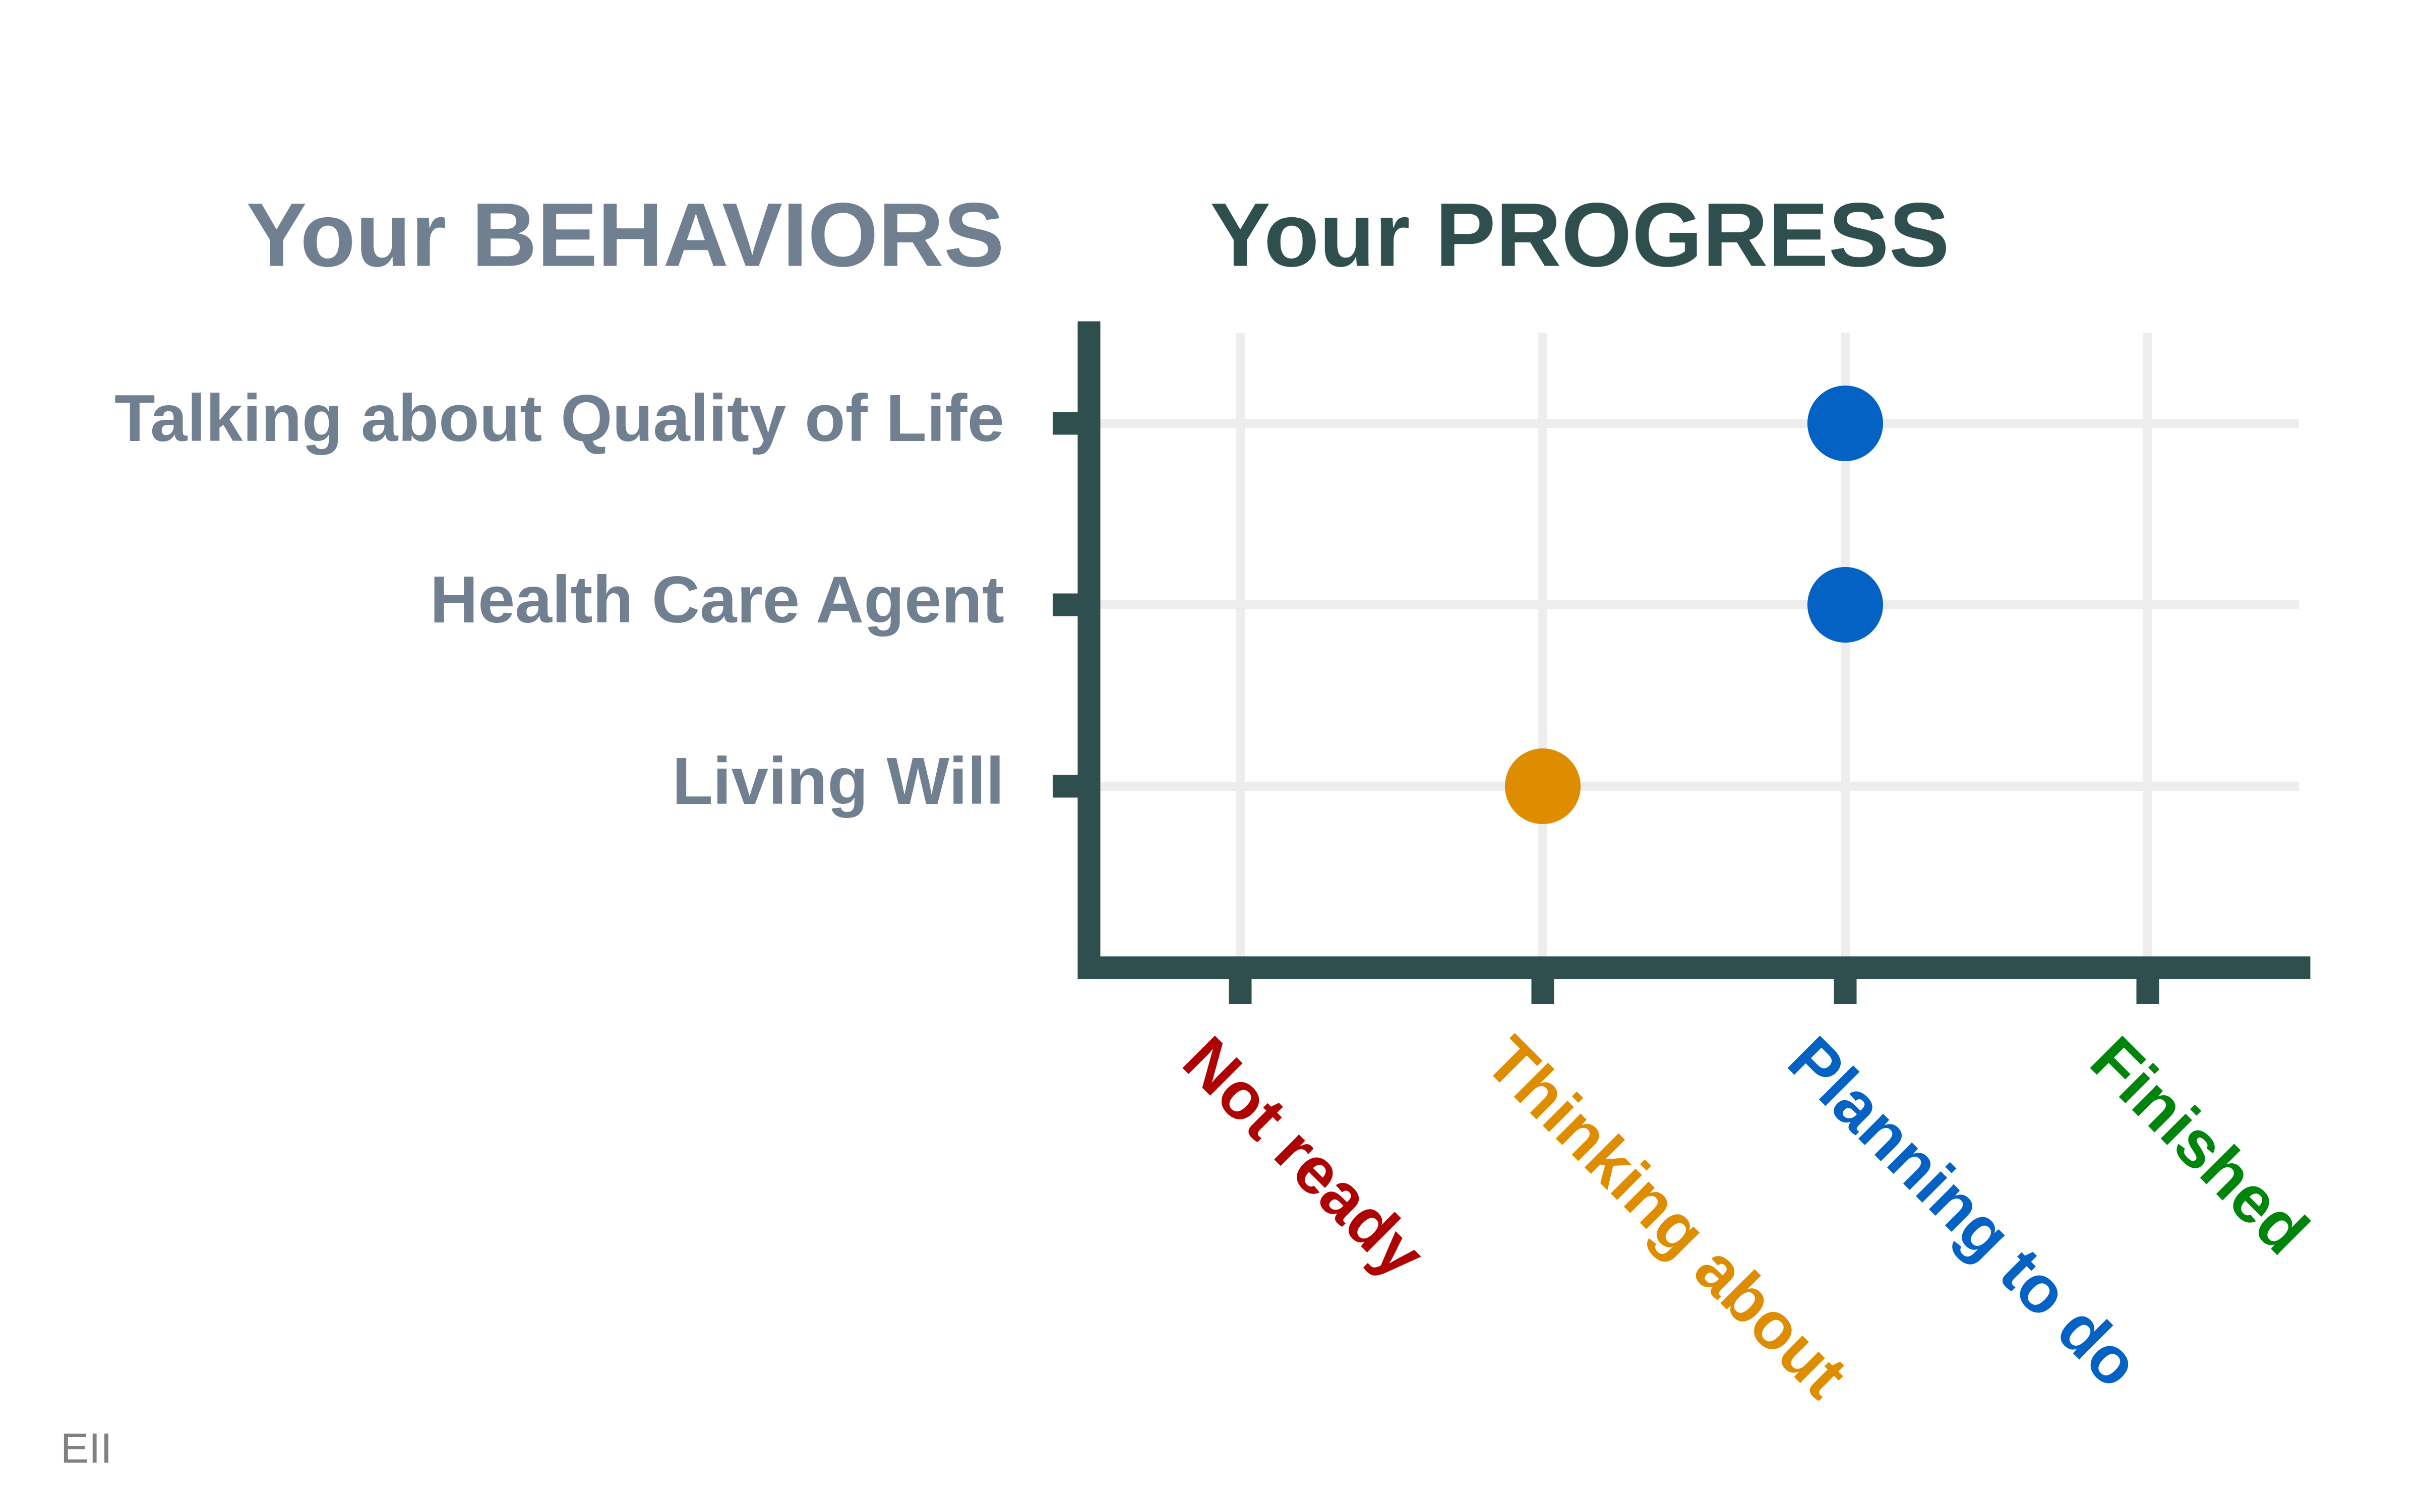 Your BEHAVIORS
Your PROGRESS
Talking about Quality of Life
Health Care Agent
Living Will
Not ready
Thinking about
Planning to do
Finished
EII